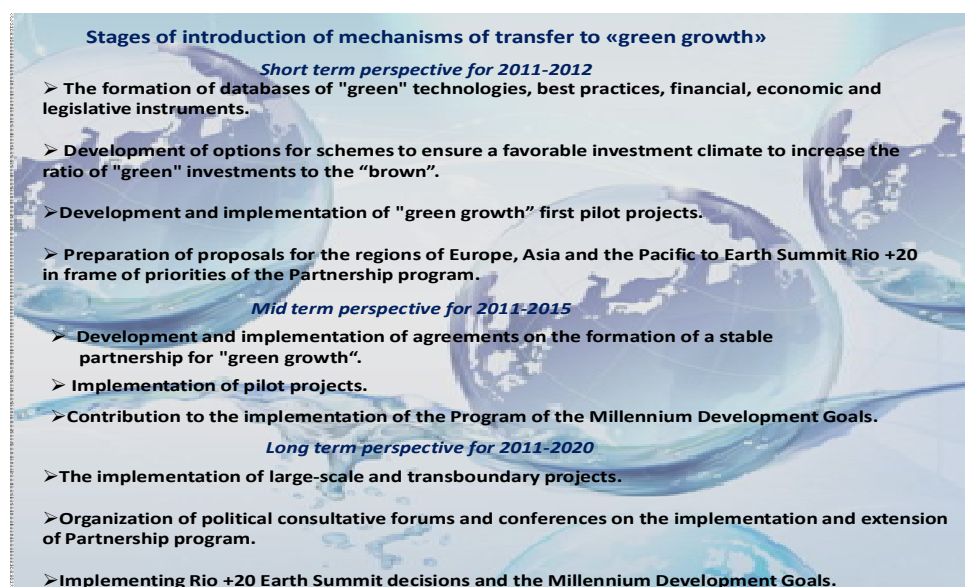 Stages of introduction of mechanisms of transfer to «green growth»
Short term perspective for 2011-2012
➢ The formation of databases of "green" technologies, best practices, financial, economic and
legislative instruments.
➢ Development of options for schemes to ensure a favorable investment climate to increase the
ratio of "green" investments to the “brown”.
➢Development and implementation of "green growth” first pilot projects.
➢ Preparation of proposals for the regions of Europe, Asia and the Pacific to Earth Summit Rio +20
in frame of priorities of the Partnership program.
Mid term perspective for 2011-2015
➢ Development and implementation of agreements on the formation of a stable
partnership for "green growth“.
➢ Implementation of pilot projects.
➢Contribution to the implementation of the Program of the Millennium Development Goals.
Long term perspective for 2011-2020
➢The implementation of large-scale and transboundary projects.
➢Organization of political consultative forums and conferences on the implementation and extension
of Partnership program.
➢Implementing Rio +20 Earth Summit decisions and the Millennium Development Goals.